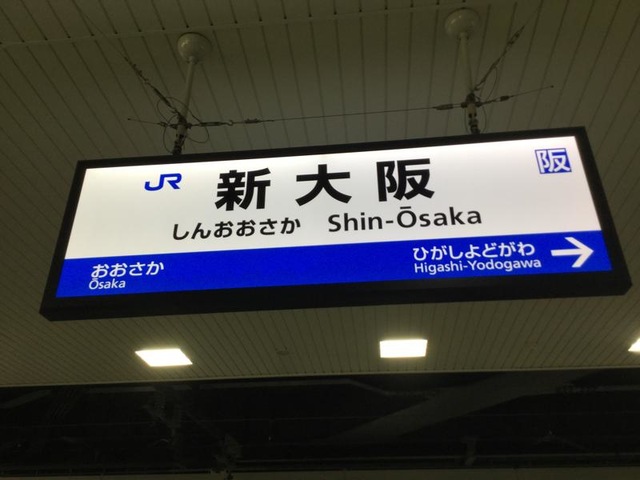 JR 新大阪 阪
しんおおさか Shin-Ōsaka
おおさか ひがしよどがわ →
Ōsaka Higashi-Yodogawa